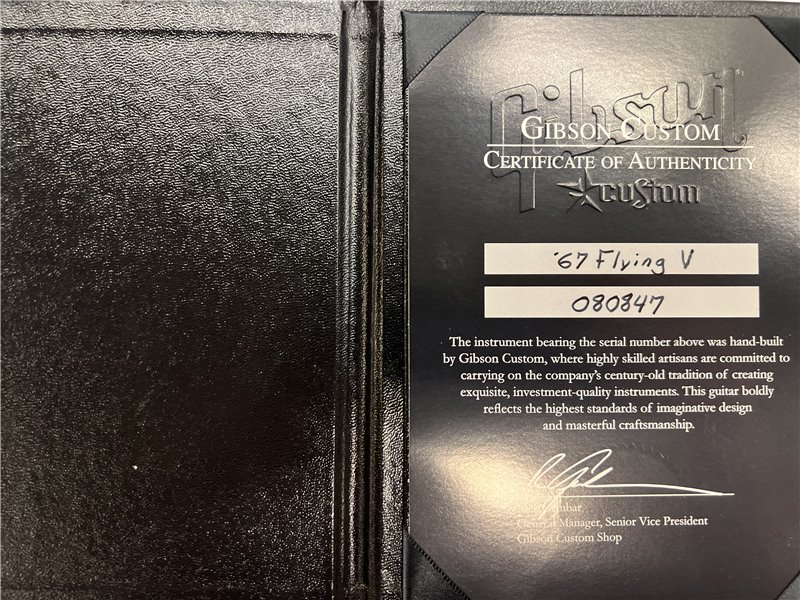 Gibson
GIBSON CUSTOM
CERTIFICATE OF AUTHENTICITY
custom
'67 Flying V
080847
The instrument bearing the serial number above was hand-built
by Gibson Custom, where highly skilled artisans are committed to
carrying on the company's century-old tradition of creating
exquisite, investment-quality instruments. This guitar boldly
reflects the highest standards of imaginative design
and masterful craftsmanship.
General Manager, Senior Vice President
Gibson Custom Shop